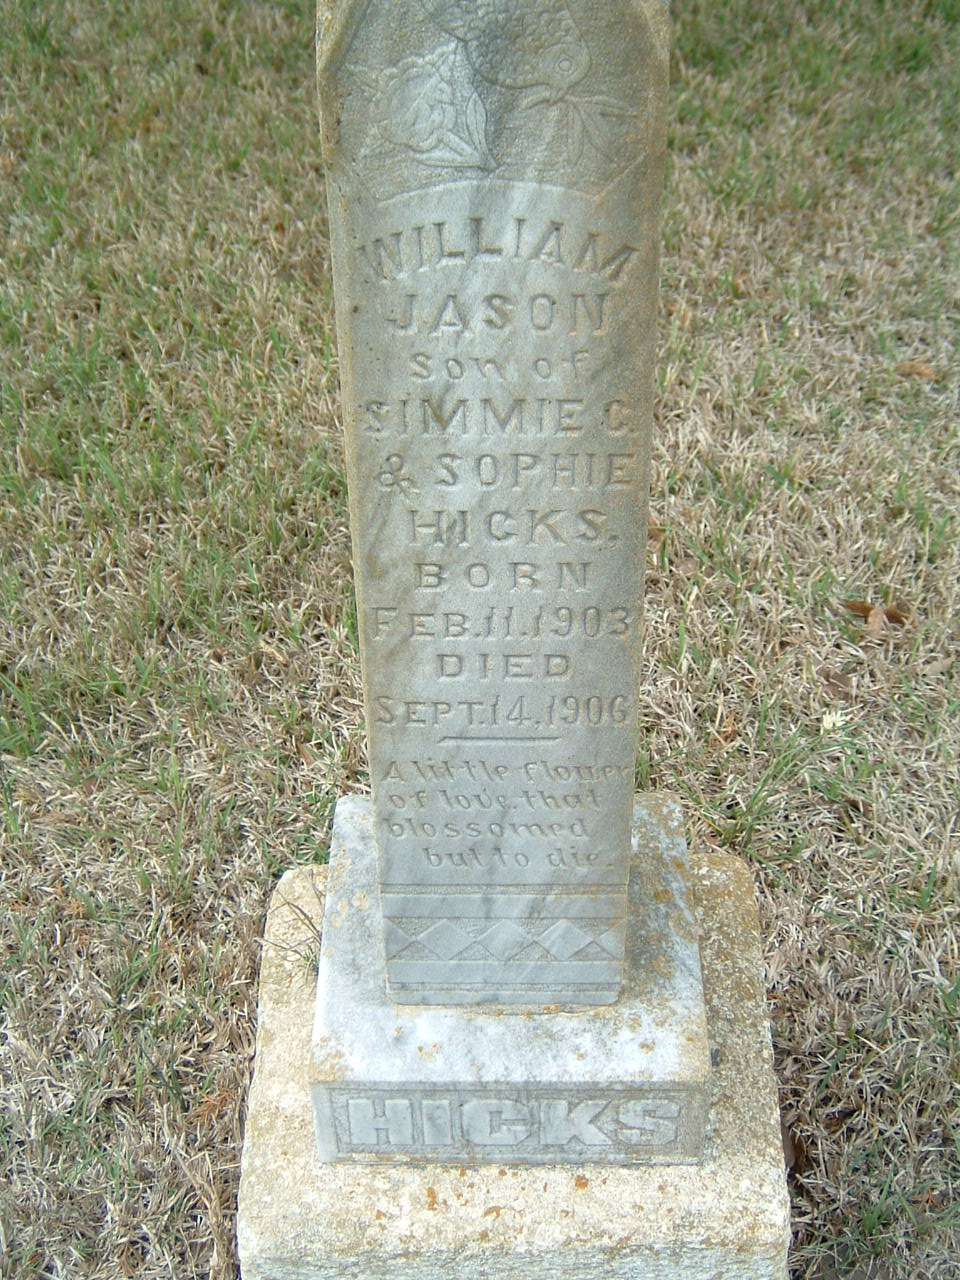 WILLIAM
JASON
Son of
SIMMIE C.
& SOPHIE
HICKS.
BORN
FEB. 11. 1903
DIED
SEPT. 14, 1906
A little flower
of love that
blossomed
but to die.
HICKS